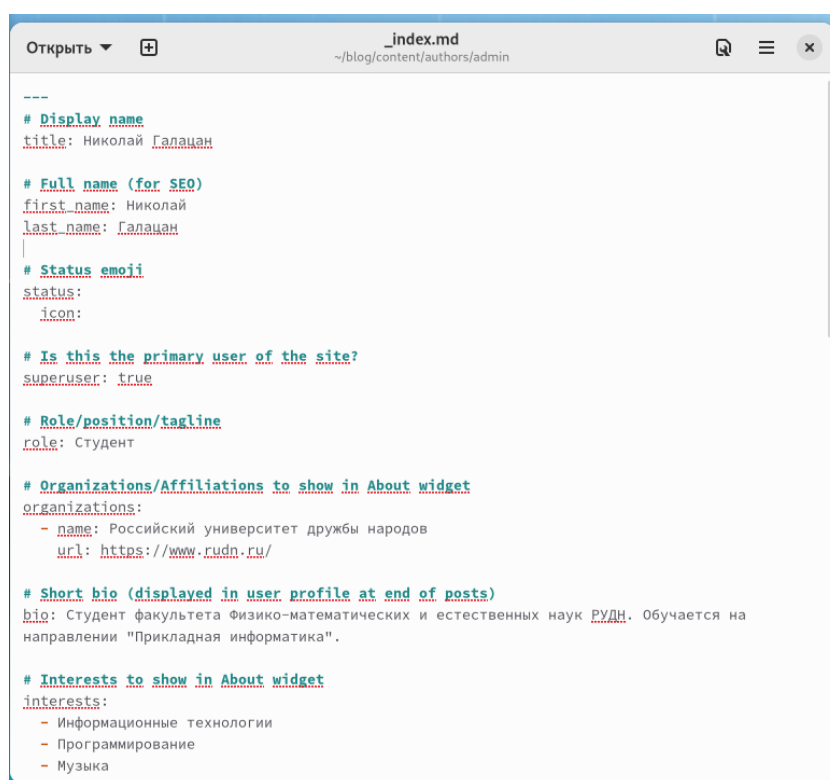 Открыть
_index.md
~/blog/content/authors/admin
---
# Display name
title: Николай Галацан
# Full name (for SEO)
first_name: Николай
last_name: Галацан
# Status emoji
status:
  icon:
# Is this the primary user of the site?
superuser: true
# Role/position/tagline
role: Студент
# Organizations/Affiliations to show in About widget
organizations:
  - name: Российский университет дружбы народов
    url: https://www.rudn.ru/
# Short bio (displayed in user profile at end of posts)
bio: Студент факультета Физико-математических и естественных наук РУДН. Обучается на
направлении "Прикладная информатика".
# Interests to show in About widget
interests:
  - Информационные технологии
  - Программирование
  - Музыка